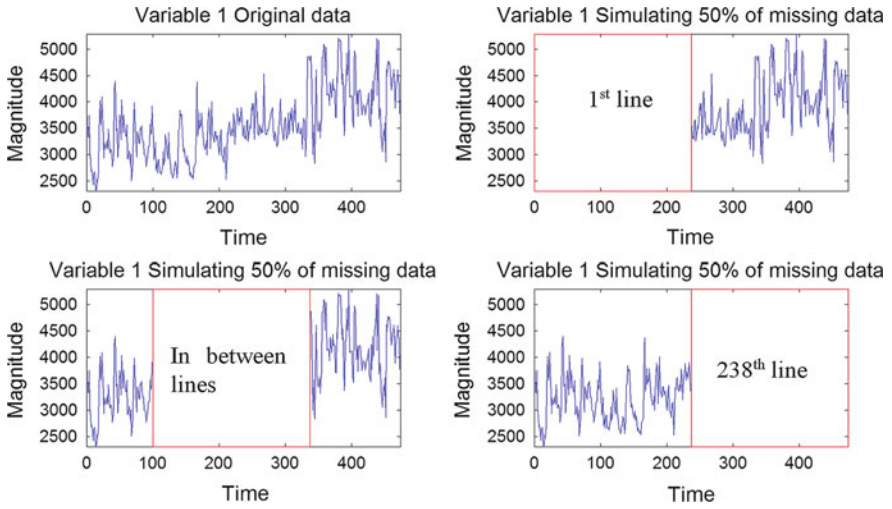 Variable 1 Original data
Magnitude
5000
4500
4000
3500
3000
2500
0 100 200 300 400
Time
Variable 1 Simulating 50% of missing data
Magnitude
5000
4500
4000
3500
3000
2500
1st line
0 100 200 300 400
Time
Variable 1 Simulating 50% of missing data
Magnitude
5000
4500
4000
3500
3000
2500
In between
lines
0 100 200 300 400
Time
Variable 1 Simulating 50% of missing data
Magnitude
5000
4500
4000
3500
3000
2500
238th line
0 100 200 300 400
Time